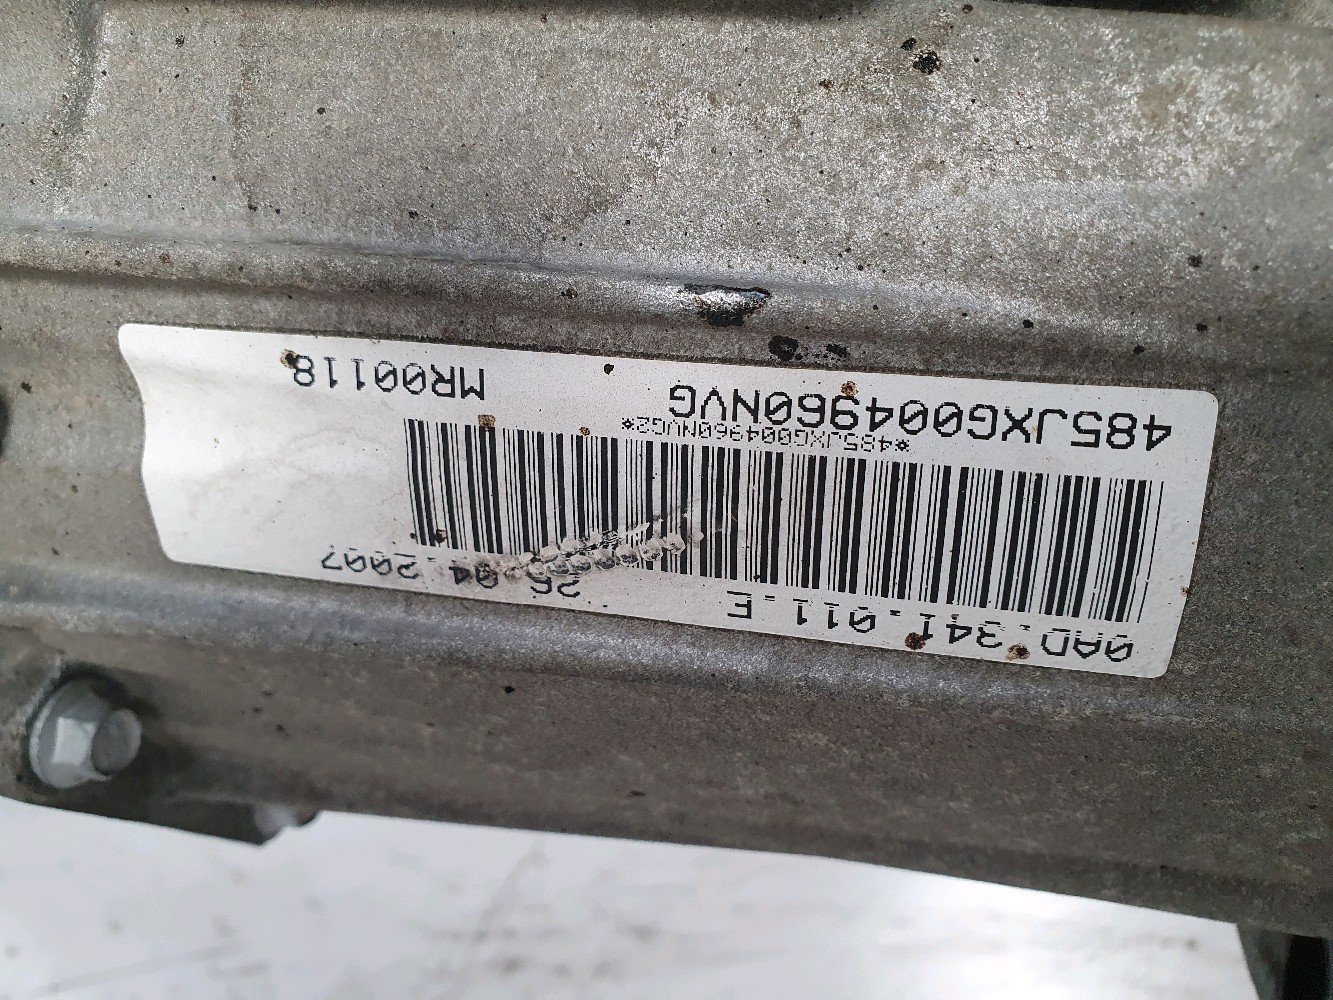 0AD.341.011.E 26.04.2007
*485JXG004960NVG2*
485JXG004960NVG MR00118